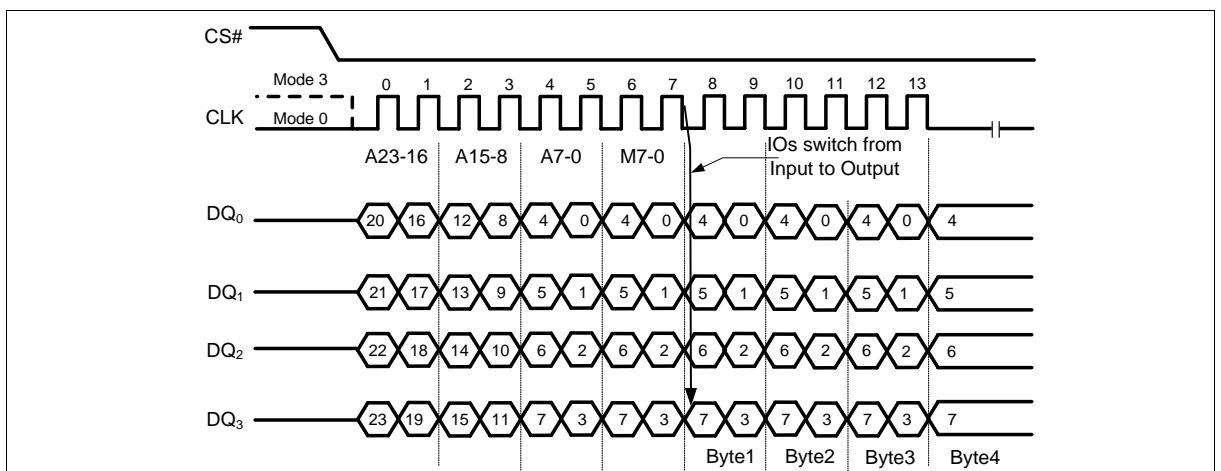 CS#
Mode 3
0 1 2 3 4 5 6 7 8 9 10 11 12 13
CLK
Mode 0
A23-16 A15-8 A7-0 M7-0
IOs switch from
Input to Output
DQ0 20 16 12 8 4 0 4 0 4 0 4 0 4 0 4
DQ1 21 17 13 9 5 1 5 1 5 1 5 1 5 1 5
DQ2 22 18 14 10 6 2 6 2 6 2 6 2 6 2 6
DQ3 23 19 15 11 7 3 7 3 7 3 7 3 7 3 7
Byte1 Byte2 Byte3 Byte4